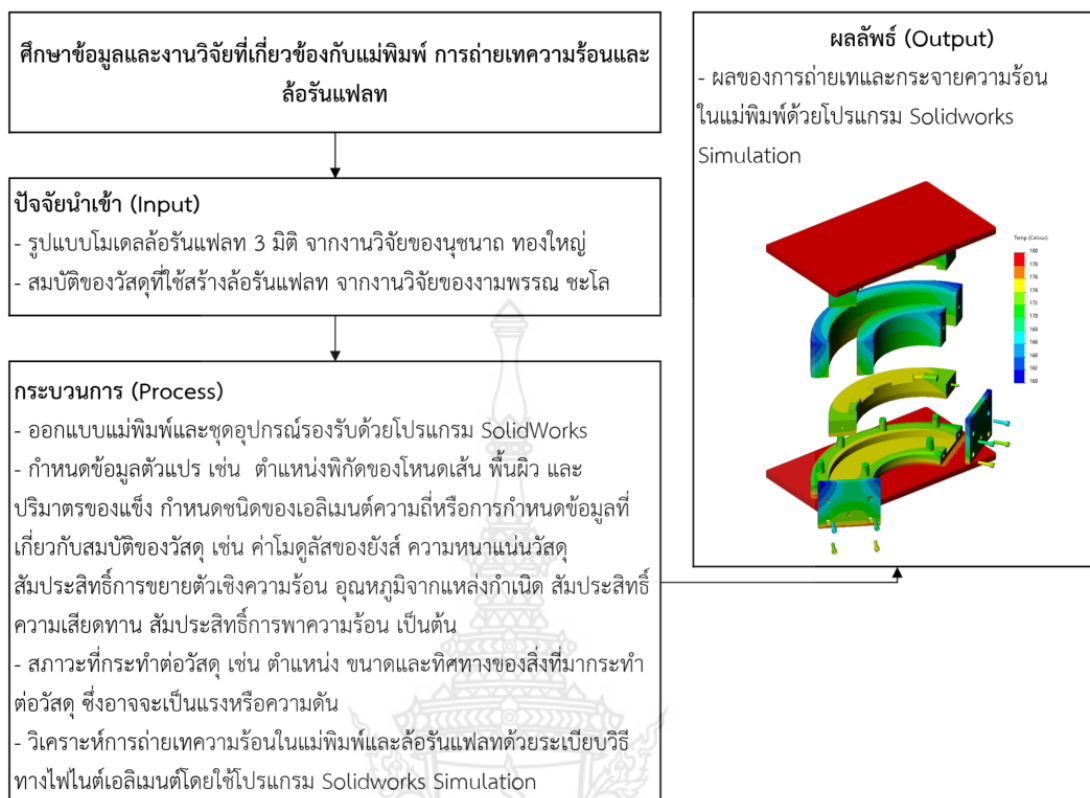 ศึกษาข้อมูลและงานวิจัยที่เกี่ยวข้องกับแม่พิมพ์ การถ่ายเทความร้อนและ
ล้อรันแฟลท
ปัจจัยนำเข้า (Input)
- รูปแบบโมเดลล้อรันแฟลท 3 มิติ จากงานวิจัยของนุชนาถ ทองใหญ่
- สมบัติของวัสดุที่ใช้สร้างล้อรันแฟลท จากงานวิจัยของงามพรรณ ชะโล
กระบวนการ (Process)
- ออกแบบแม่พิมพ์และชุดอุปกรณ์รองรับด้วยโปรแกรม SolidWorks
- กำหนดข้อมูลตัวแปร เช่น ตำแหน่งพิกัดของโหนดเส้น พื้นผิว และ
ปริมาตรของแข็ง กำหนดชนิดของเอลิเมนต์ความถี่หรือการกำหนดข้อมูลที่
เกี่ยวกับสมบัติของวัสดุ เช่น ค่าโมดูลัสของยังส์ ความหนาแน่นวัสดุ
สัมประสิทธิ์การขยายตัวเชิงความร้อน อุณหภูมิจากแหล่งกำเนิด สัมประสิทธิ์
ความเสียดทาน สัมประสิทธิ์การพาความร้อน เป็นต้น
- สภาวะที่กระทำต่อวัสดุ เช่น ตำแหน่ง ขนาดและทิศทางของสิ่งที่มากระทำ
ต่อวัสดุ ซึ่งอาจจะเป็นแรงหรือความดัน
- วิเคราะห์การถ่ายเทความร้อนในแม่พิมพ์และล้อรันแฟลทด้วยระเบียบวิธี
ทางไฟไนต์เอลิเมนต์โดยใช้โปรแกรม Solidworks Simulation
ผลลัพธ์ (Output)
- ผลของการถ่ายเทและกระจายความร้อน
ในแม่พิมพ์ด้วยโปรแกรม Solidworks
Simulation
Temp (Celsius)
180
178
176
174
172
170
168
166
164
162
160